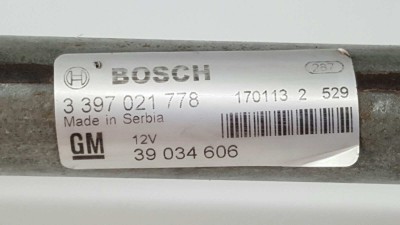 BOSCH 287
3 397 021 778 170113 2 529
Made in Serbia
GM 12V
39 034 606